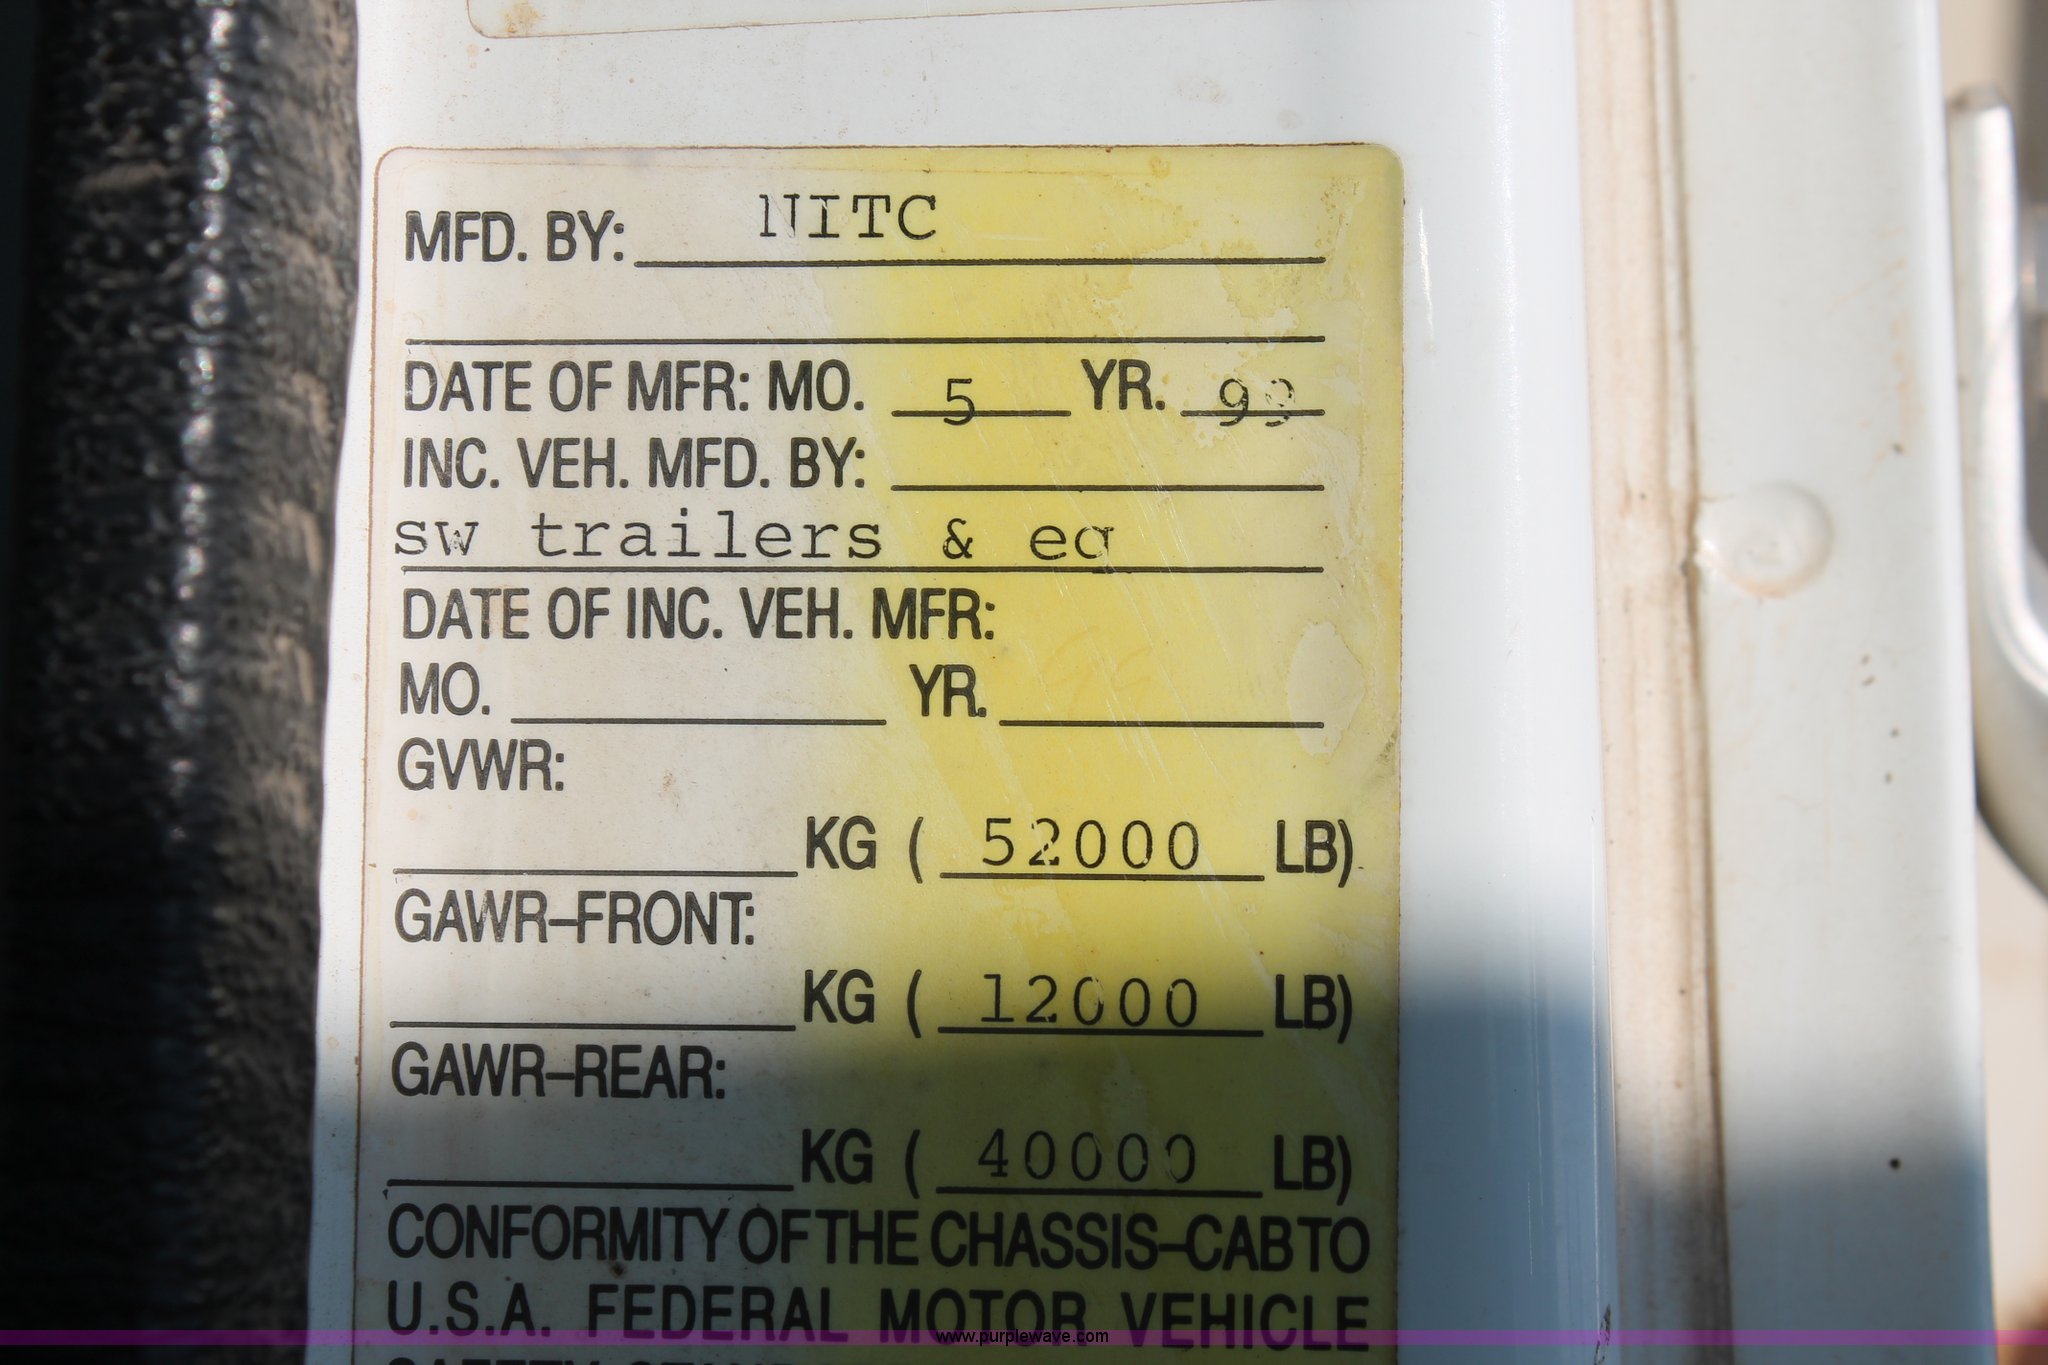 MFD. BY: NITC
DATE OF MFR: MO. 5 YR. 99
INC. VEH. MFD. BY:
sw trailers & eq
DATE OF INC. VEH. MFR:
MO. YR.
GVWR:
KG ( 52000 LB)
GAWR-FRONT:
KG ( 12000 LB)
GAWR-REAR:
KG ( 40000 LB)
CONFORMITY OF THE CHASSIS-CAB TO
U.S.A. FEDERAL MOTOR VEHICLE
www.purplewave.com